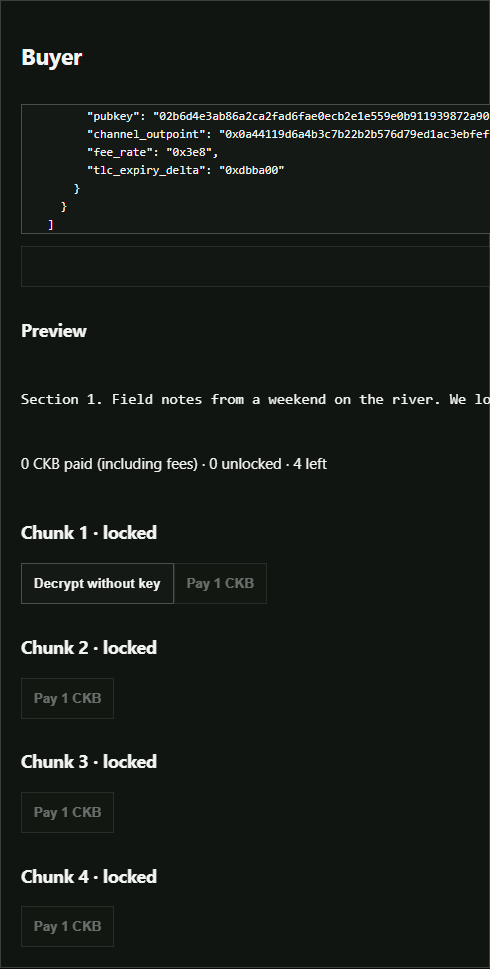 Buyer
"pubkey": "02b6d4e3ab86a2ca2fad6fae0ecb2e1e559e0b911939872a90
"channel_outpoint": "0x0a44119d6a4b3c7b22b2b576d79ed1ac3ebfef
"fee_rate": "0x3e8",
"tlc_expiry_delta": "0xdbba00"
}
}
]
Preview
Section 1. Field notes from a weekend on the river. We lo
0 CKB paid (including fees) · 0 unlocked · 4 left
Chunk 1 · locked
Decrypt without key Pay 1 CKB
Chunk 2 · locked
Pay 1 CKB
Chunk 3 · locked
Pay 1 CKB
Chunk 4 · locked
Pay 1 CKB